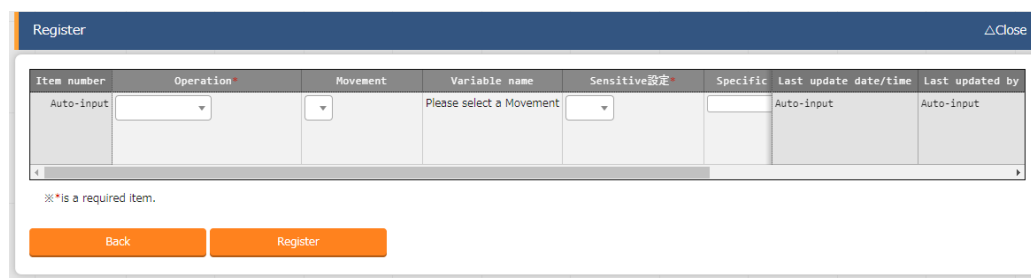 Register △Close
Item number Operation* Movement Variable name Sensitive設定* Specific Last update date/time Last updated by
Auto-input Please select a Movement Auto-input Auto-input
※*is a required item.
Back Register